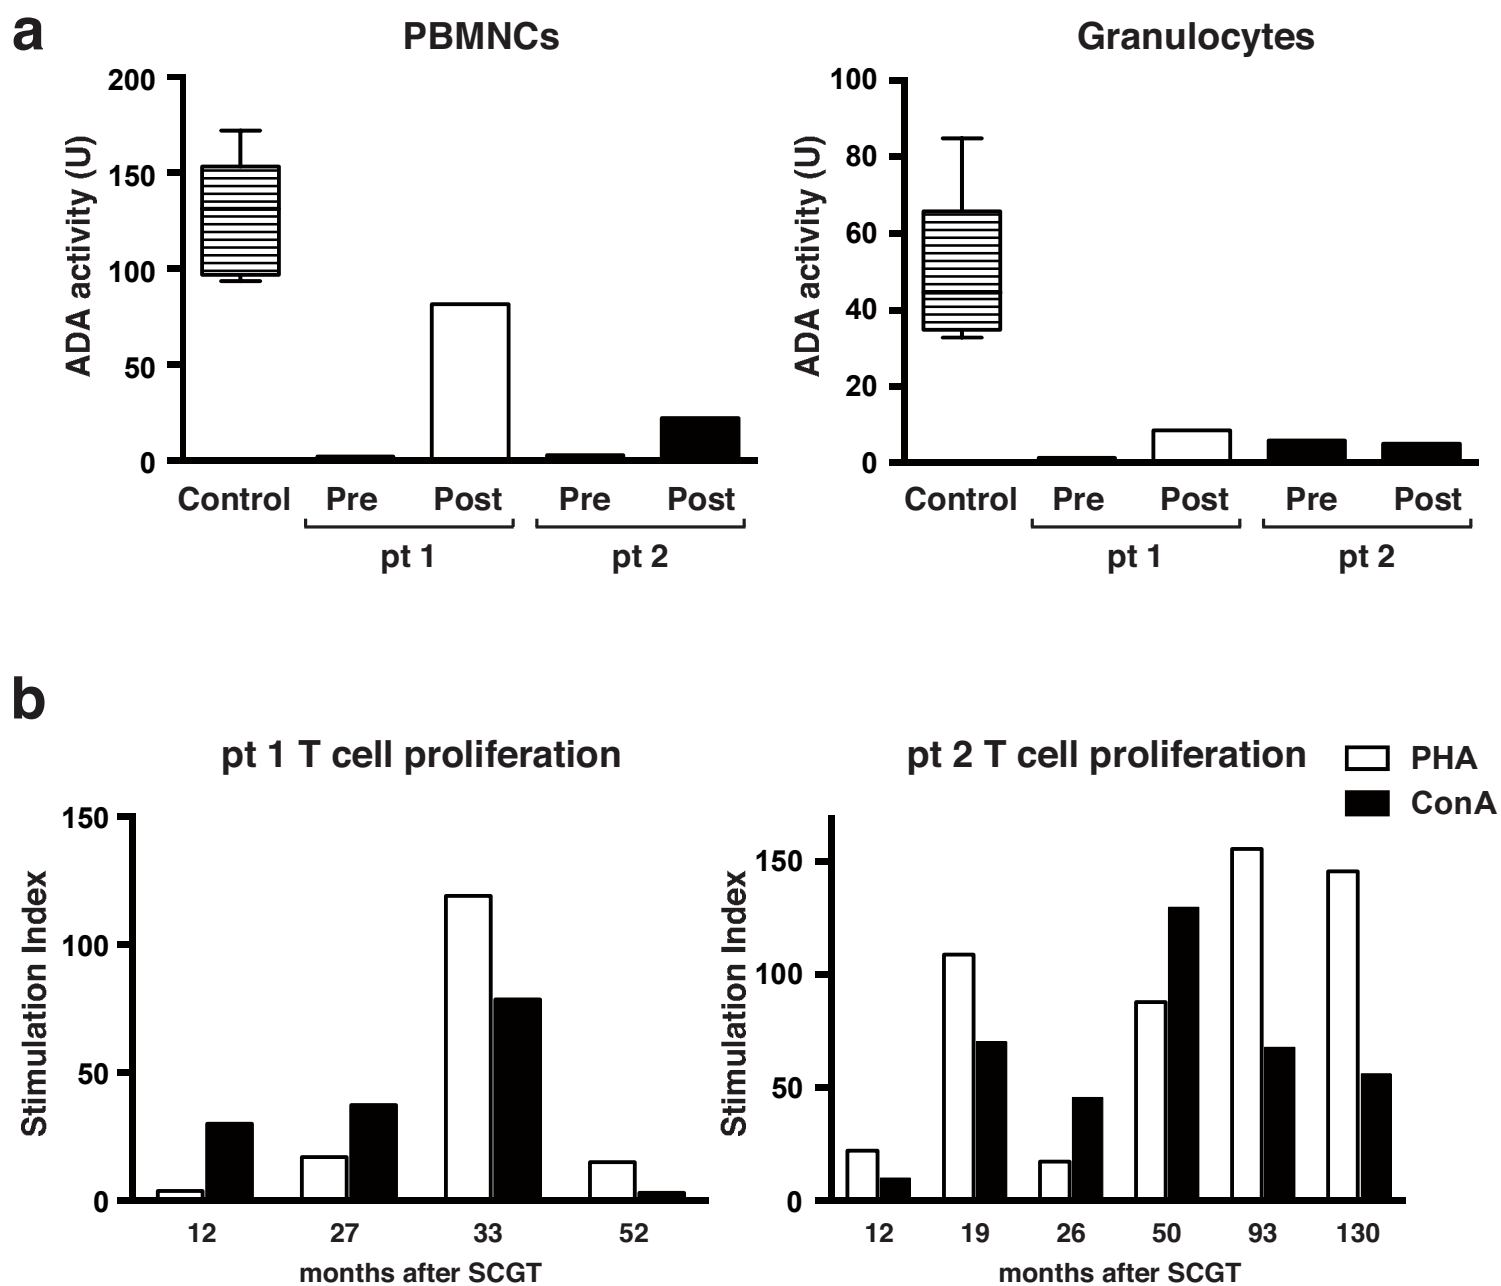 a
PBMNCs
ADA activity (U)
200
150
100
50
0
Control Pre Post Pre Post
pt 1 pt 2
Granulocytes
ADA activity (U)
100
80
60
40
20
0
Control Pre Post Pre Post
pt 1 pt 2
b
pt 1 T cell proliferation
Stimulation Index
150
100
50
0
12 27 33 52
months after SCGT
pt 2 T cell proliferation
PHA
ConA
Stimulation Index
150
100
50
0
12 19 26 50 93 130
months after SCGT